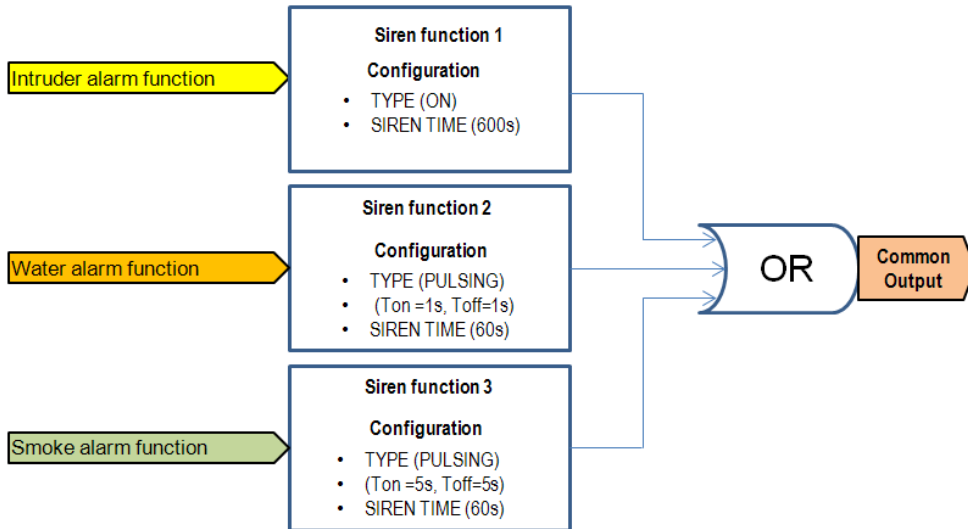 Intruder alarm function
Siren function 1
Configuration
• TYPE (ON)
• SIREN TIME (600s)
Water alarm function
Siren function 2
Configuration
• TYPE (PULSING)
• (Ton =1s, Toff=1s)
• SIREN TIME (60s)
Smoke alarm function
Siren function 3
Configuration
• TYPE (PULSING)
• (Ton =5s, Toff=5s)
• SIREN TIME (60s)
OR
Common
Output